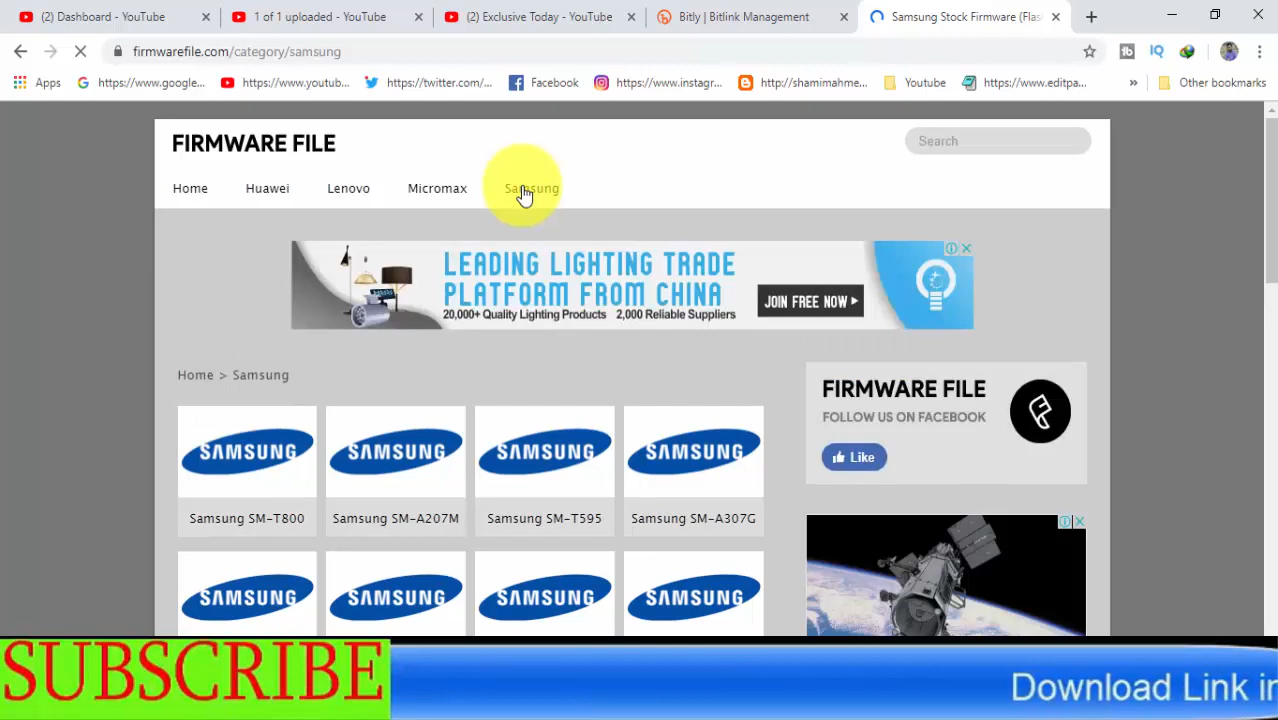 (2) Dashboard - YouTube
1 of 1 uploaded - YouTube
(2) Exclusive Today - YouTube
Bitly | Bitlink Management
Samsung Stock Firmware (Flas
firmwarefile.com/category/samsung
Apps
https://www.google...
https://www.youtub...
https://twitter.com/...
Facebook
https://www.instagr...
http://shamimahme...
Youtube
https://www.editpa...
Other bookmarks
FIRMWARE FILE
Search
Home
Huawei
Lenovo
Micromax
Samsung
LEADING LIGHTING TRADE
PLATFORM FROM CHINA
20,000+ Quality Lighting Products 2,000 Reliable Suppliers
JOIN FREE NOW
Home > Samsung
FIRMWARE FILE
FOLLOW US ON FACEBOOK
Like
SAMSUNG
SAMSUNG
SAMSUNG
SAMSUNG
Samsung SM-T800
Samsung SM-A207M
Samsung SM-T595
Samsung SM-A307G
SAMSUNG
SAMSUNG
SAMSUNG
SAMSUNG
SUBSCRIBE
Download Link in